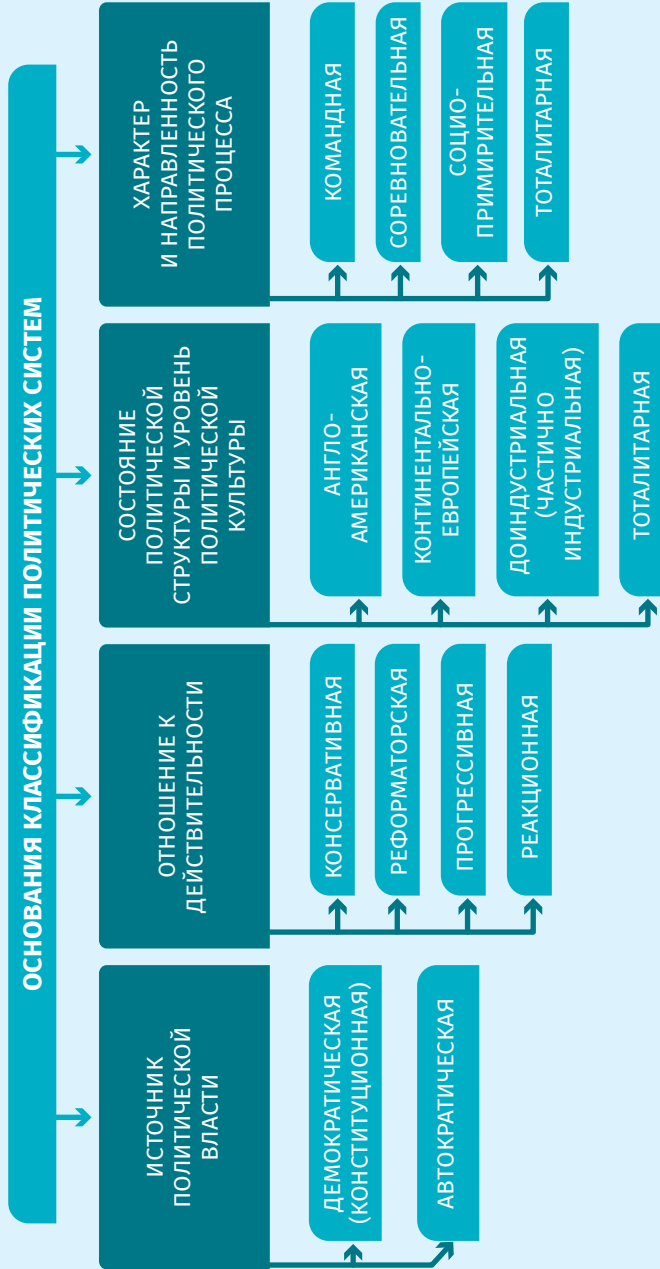 ОСНОВАНИЯ КЛАССИФИКАЦИИ ПОЛИТИЧЕСКИХ СИСТЕМ
ИСТОЧНИК
ПОЛИТИЧЕСКОЙ
ВЛАСТИ
ДЕМОКРАТИЧЕСКАЯ
(КОНСТИТУЦИОННАЯ)
АВТОКРАТИЧЕСКАЯ
ОТНОШЕНИЕ К
ДЕЙСТВИТЕЛЬНОСТИ
КОНСЕРВАТИВНАЯ
РЕФОРМАТОРСКАЯ
ПРОГРЕССИВНАЯ
РЕАКЦИОННАЯ
СОСТОЯНИЕ
ПОЛИТИЧЕСКОЙ
СТРУКТУРЫ И УРОВЕНЬ
ПОЛИТИЧЕСКОЙ
КУЛЬТУРЫ
АНГЛО-
АМЕРИКАНСКАЯ
КОНТИНЕНТАЛЬНО-
ЕВРОПЕЙСКАЯ
ДОИНДУСТРИАЛЬНАЯ
(ЧАСТИЧНО
ИНДУСТРИАЛЬНАЯ)
ТОТАЛИТАРНАЯ
ХАРАКТЕР
И НАПРАВЛЕННОСТЬ
ПОЛИТИЧЕСКОГО
ПРОЦЕССА
КОМАНДНАЯ
СОРЕВНОВАТЕЛЬНАЯ
СОЦИО-
ПРИМИРИТЕЛЬНАЯ
ТОТАЛИТАРНАЯ